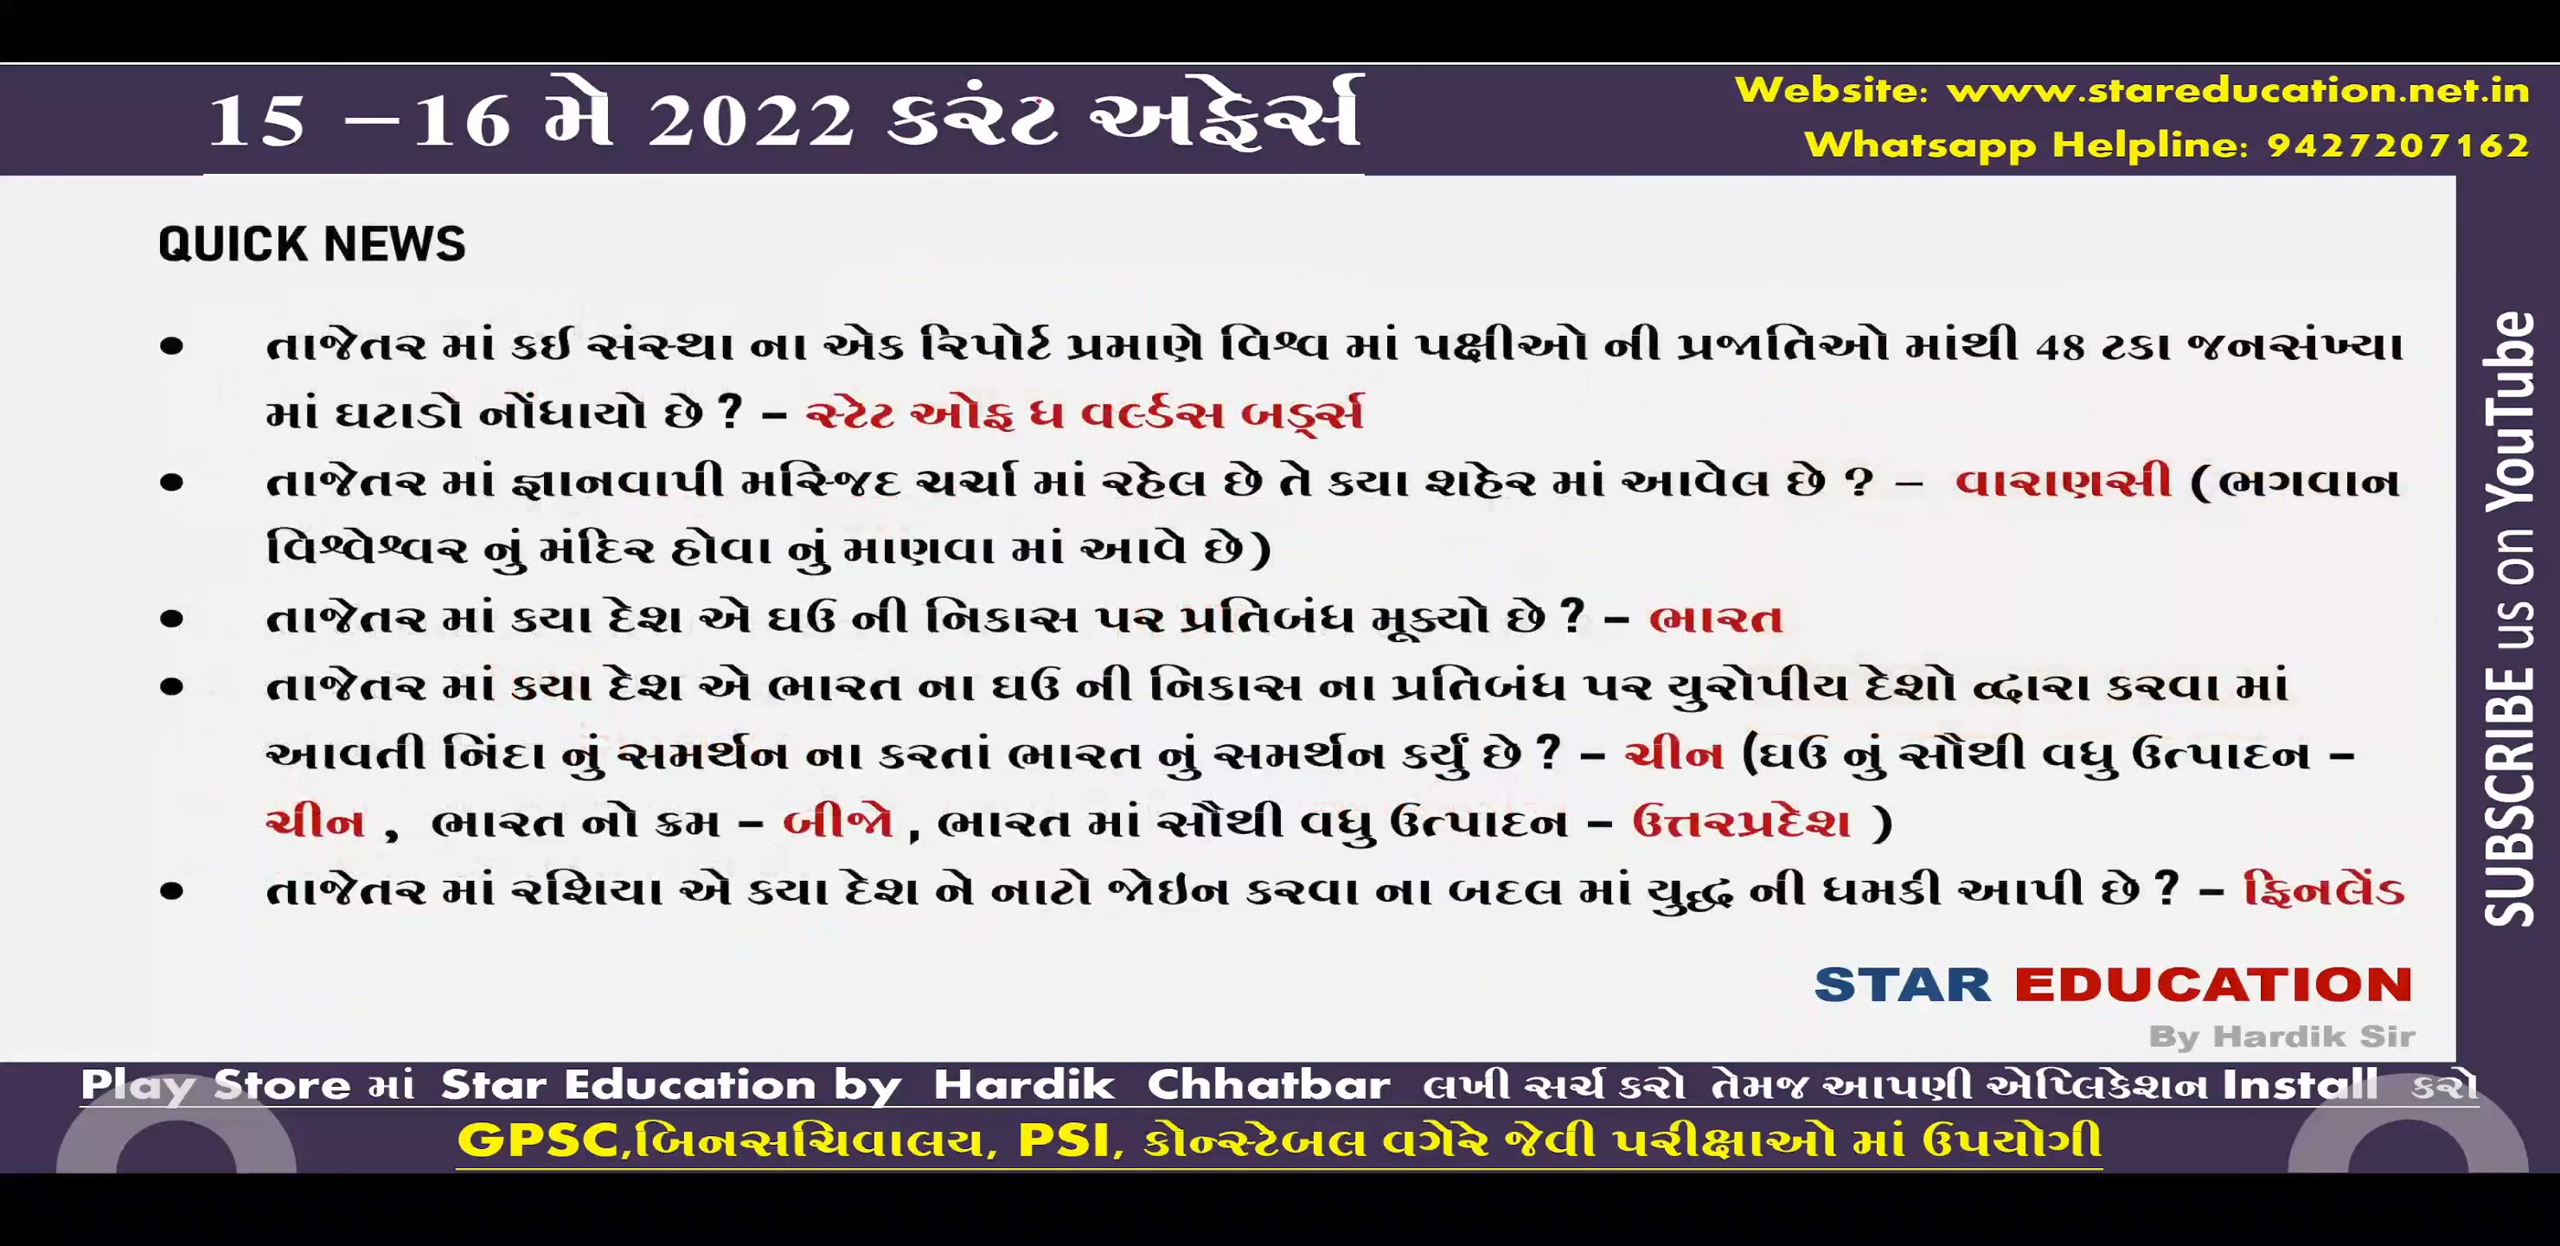 15 –16 મે 2022 કરંટ અફેર્સ
Website: www.stareducation.net.in
Whatsapp Helpline: 9427207162
QUICK NEWS
• તાજેતર માં કઈ સંસ્થા ના એક રિપોર્ટ પ્રમાણે વિશ્વ માં પક્ષીઓ ની પ્રજાતિઓ માંથી 48 ટકા જનસંખ્યા
માં ઘટાડો નોંધાયો છે ? – સ્ટેટ ઓફ ધ વર્લ્ડસ બર્ડ્સ
• તાજેતર માં જ્ઞાનવાપી મસ્જિદ ચર્ચા માં રહેલ છે તે કયા શહેર માં આવેલ છે ? – વારાણસી (ભગવાન
વિશ્વેશ્વર નું મંદિર હોવા નું માણવા માં આવે છે)
• તાજેતર માં કયા દેશ એ ઘઉ ની નિકાસ પર પ્રતિબંધ મૂક્યો છે ? – ભારત
• તાજેતર માં કયા દેશ એ ભારત ના ઘઉ ની નિકાસ ના પ્રતિબંધ પર યુરોપીય દેશો દ્વારા કરવા માં
આવતી નિંદા નું સમર્થન ના કરતાં ભારત નું સમર્થન કર્યું છે ? – ચીન (ઘઉ નું સૌથી વધુ ઉત્પાદન –
ચીન , ભારત નો ક્રમ – બીજો , ભારત માં સૌથી વધુ ઉત્પાદન – ઉત્તરપ્રદેશ )
• તાજેતર માં રશિયા એ કયા દેશ ને નાટો જોઇન કરવા ના બદલ માં યુદ્ધ ની ધમકી આપી છે ? – ફિનલેંડ
STAR EDUCATION
By Hardik Sir
SUBSCRIBE us on YouTube
Play Store માં Star Education by Hardik Chhatbar લખી સર્ચ કરો તેમજ આપણી એપ્લિકેશન Install કરો
GPSC,બિનસચિવાલય, PSI, કોન્સ્ટેબલ વગેરે જેવી પરીક્ષાઓ માં ઉપયોગી